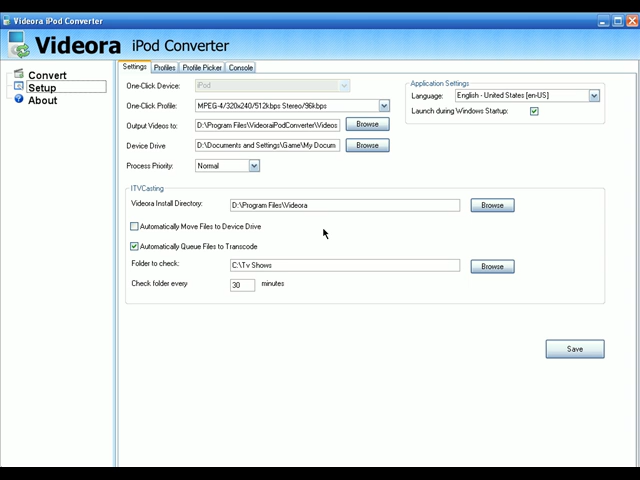 Videora iPod Converter
Videora iPod Converter
Convert
Setup
About
Settings Profiles Profile Picker Console
One-Click Device: iPod
One-Click Profile: MPEG-4/320x240/512kbps Stereo/96kbps
Output Videos to: D:\Program Files\VideoraiPodConverter\Videos Browse
Device Drive D:\Documents and Settings\Game\My Docum Browse
Process Priority: Normal
Application Settings
Language: English - United States [en-US]
Launch during Windows Startup:
ITVCasting
Videora Install Directory: D:\Program Files\Videora Browse
Automatically Move Files to Device Drive
Automatically Queue Files to Transcode
Folder to check: C:\Tv Shows Browse
Check folder every 30 minutes
Save